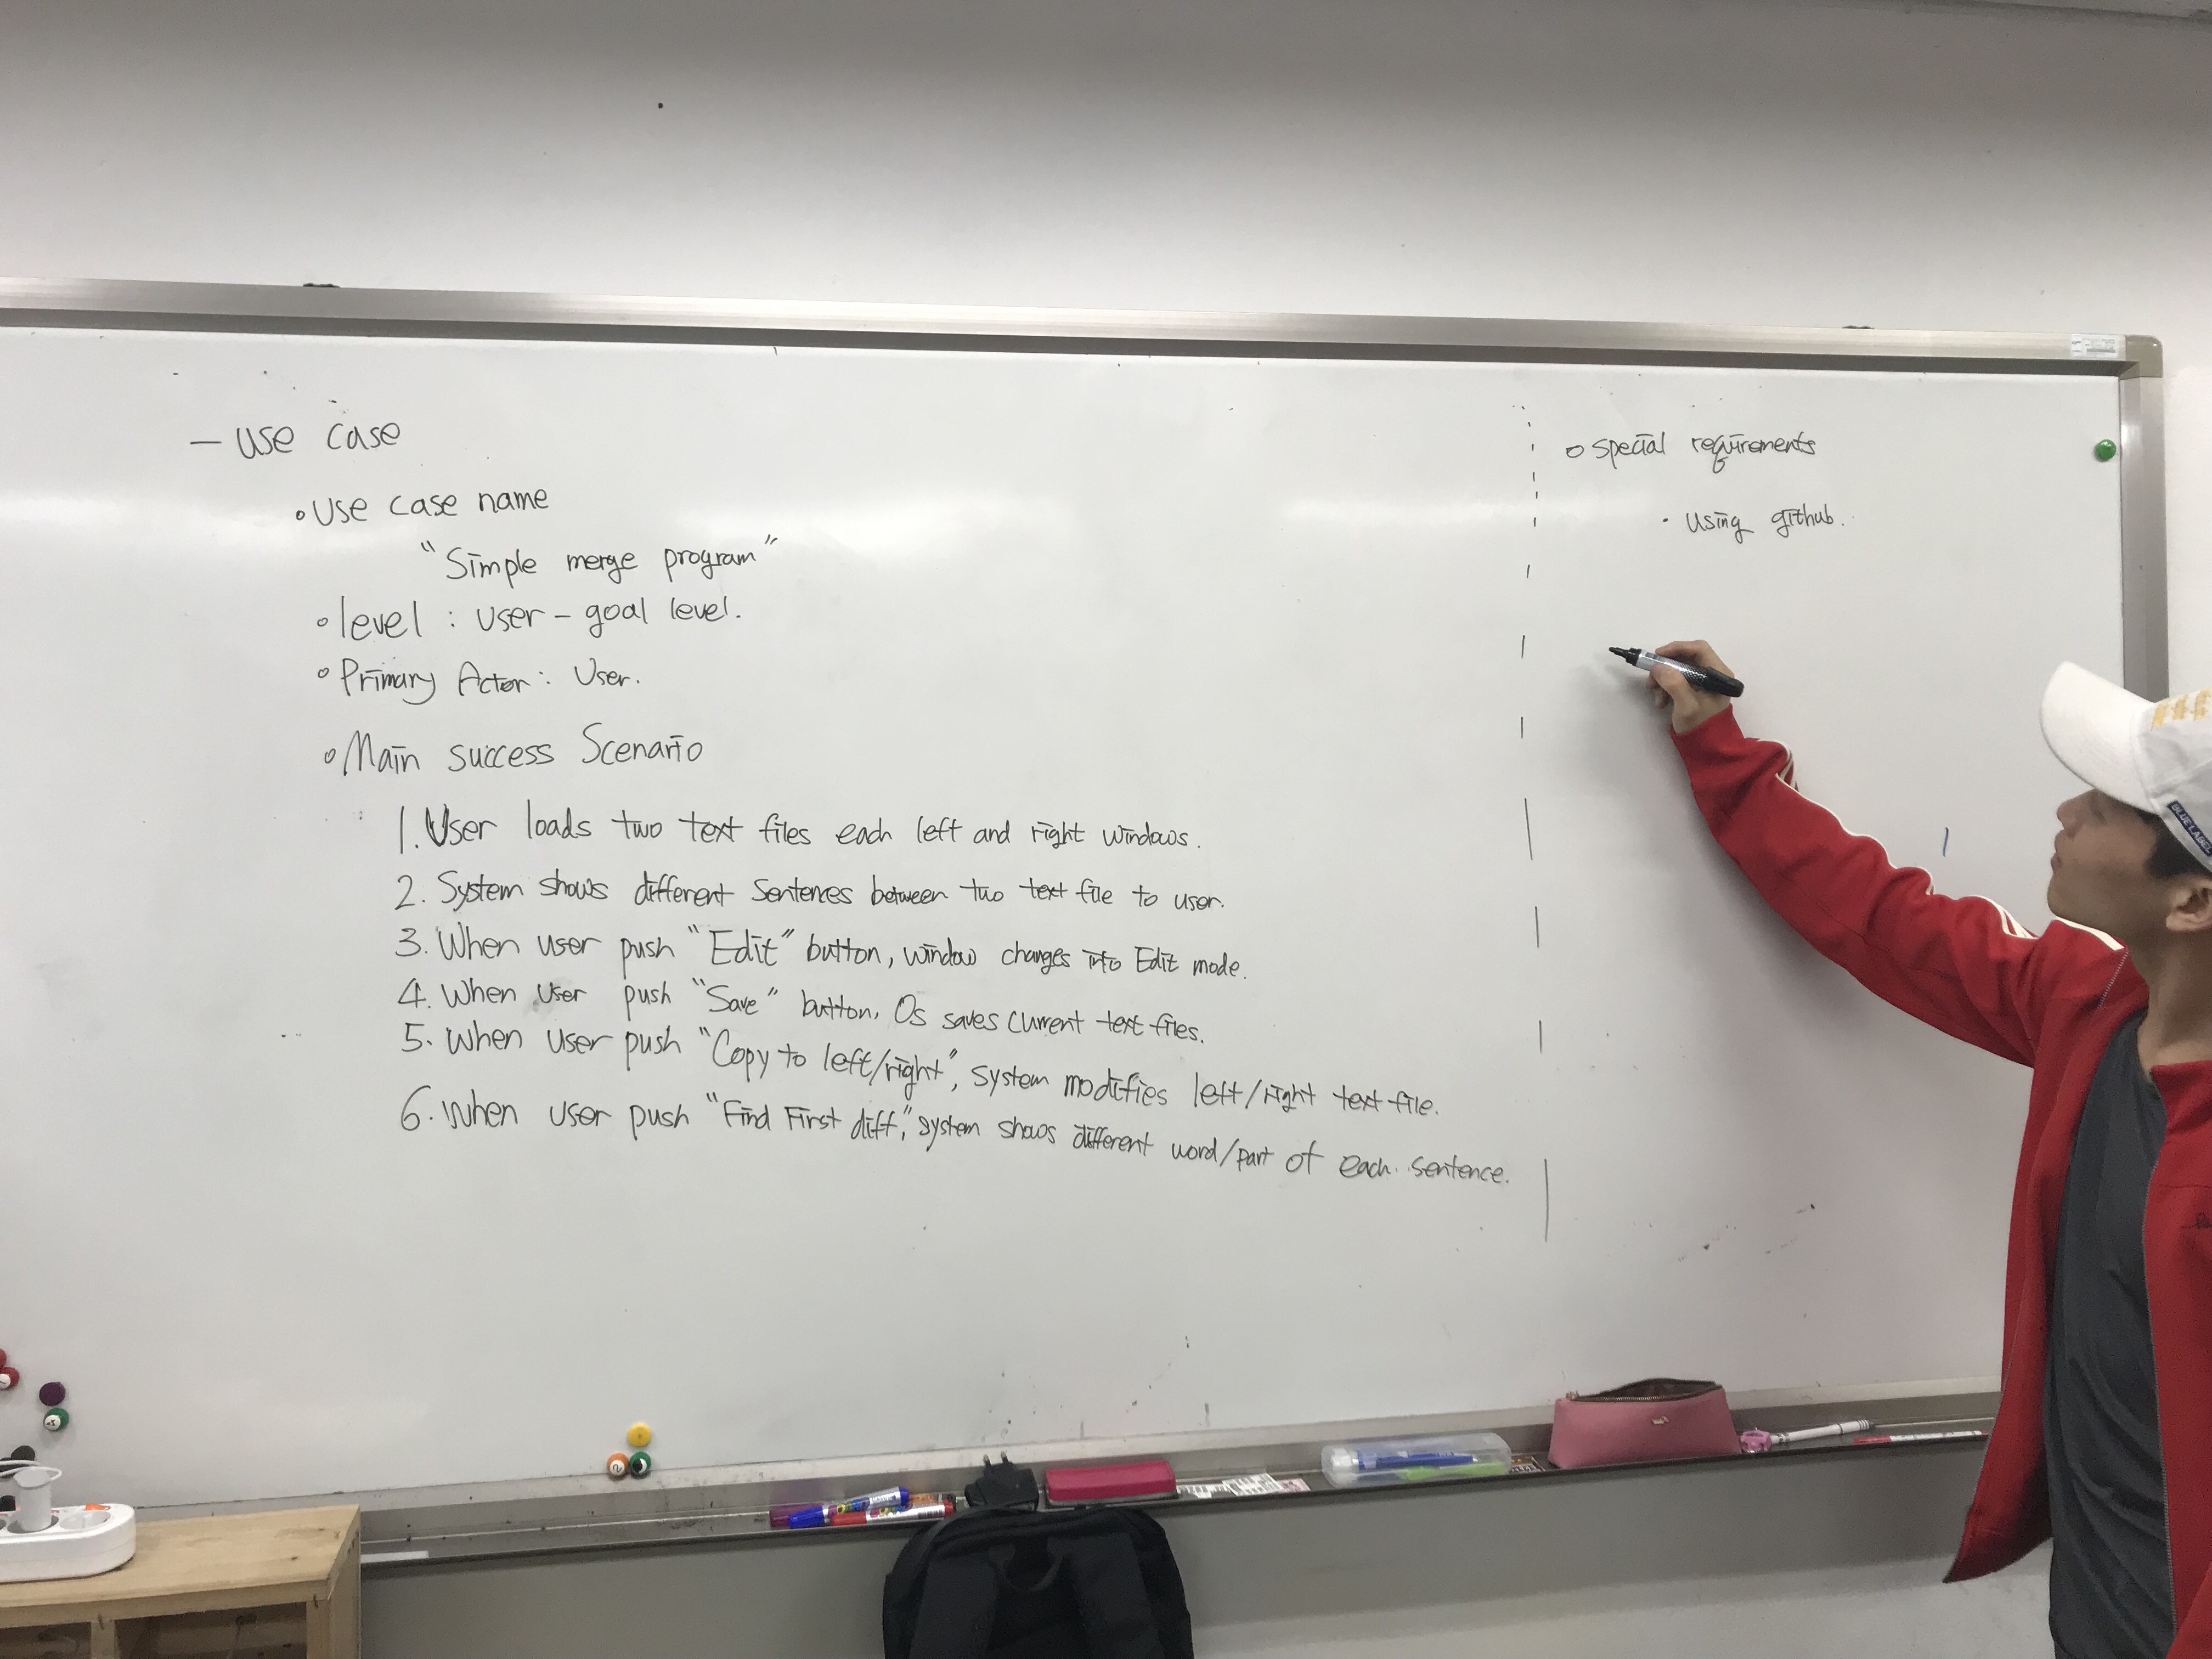 — use case
∘ Use case name
"Simple merge program"
∘ level : user - goal level.
∘ Primary Actor : User.
∘ Main success Scenario
1. User loads two text files each left and right windows.
2. System shows different sentences between two text file to user.
3. When user push "Edit" button, window changes into Edit mode.
4. When user push "Save" button, Os saves current text files.
5. When user push "Copy to left/right", system modifies left/right text file.
6. When user push "Find First diff," system shows different word/part of each sentence.
∘ special requirements
· using github.
BLUE LABEL